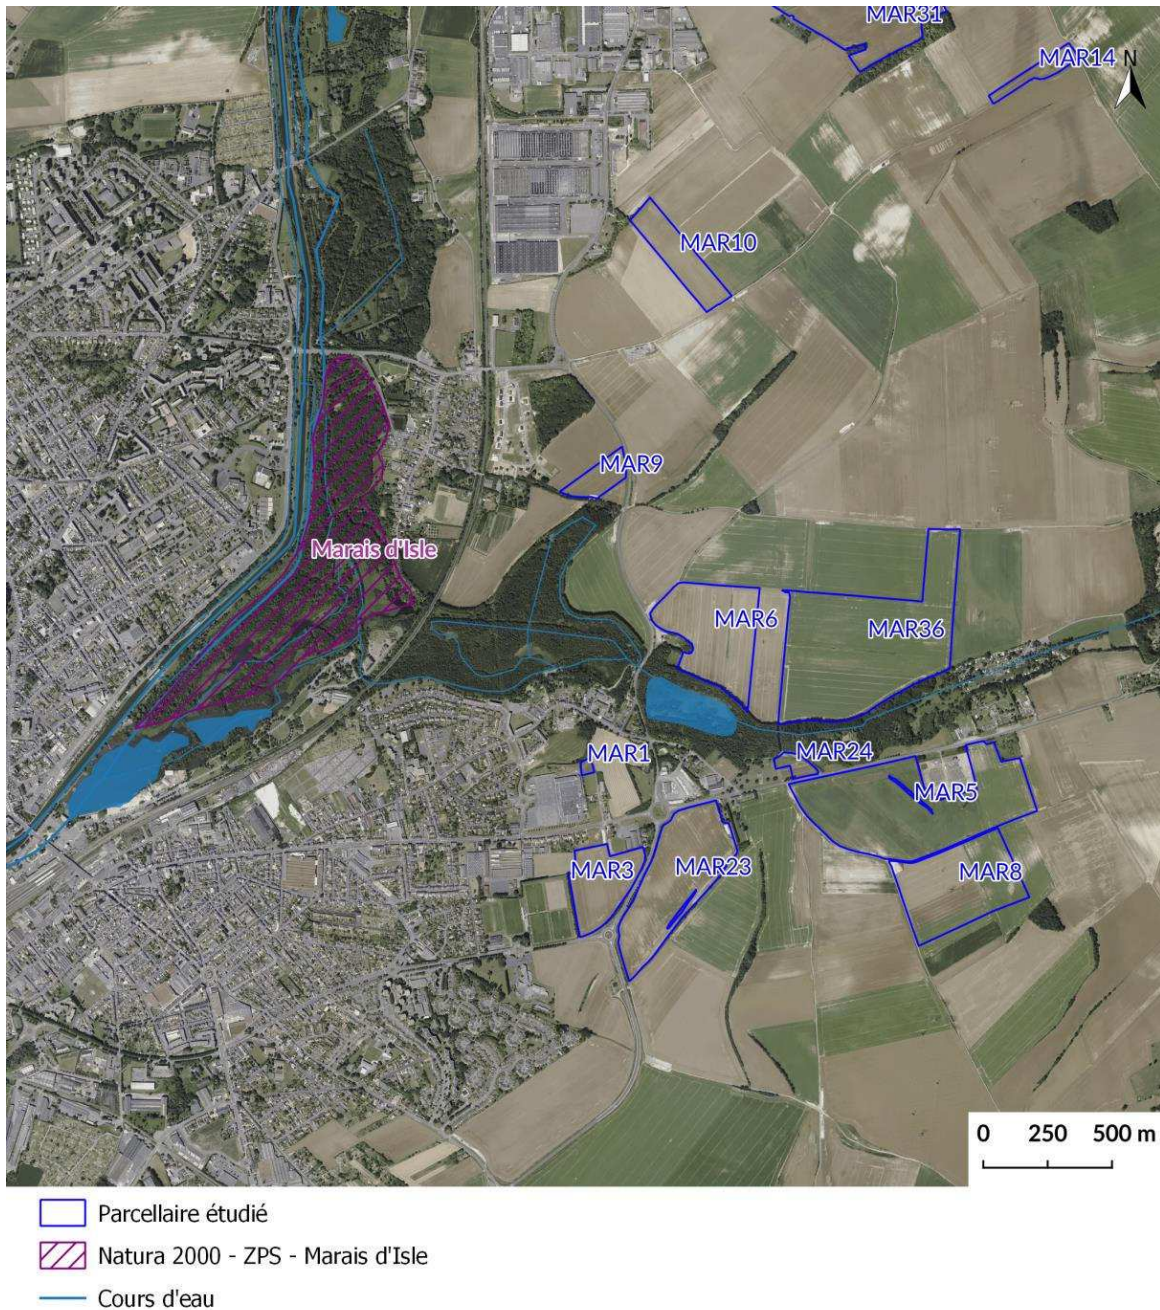 MAR31
MAR14
N
MAR10
MAR9
Marais d'Isle
MAR6
MAR36
MAR1
MAR24
MAR5
MAR3
MAR23
MAR8
0 250 500 m
Parcellaire étudié
Natura 2000 - ZPS - Marais d'Isle
Cours d'eau